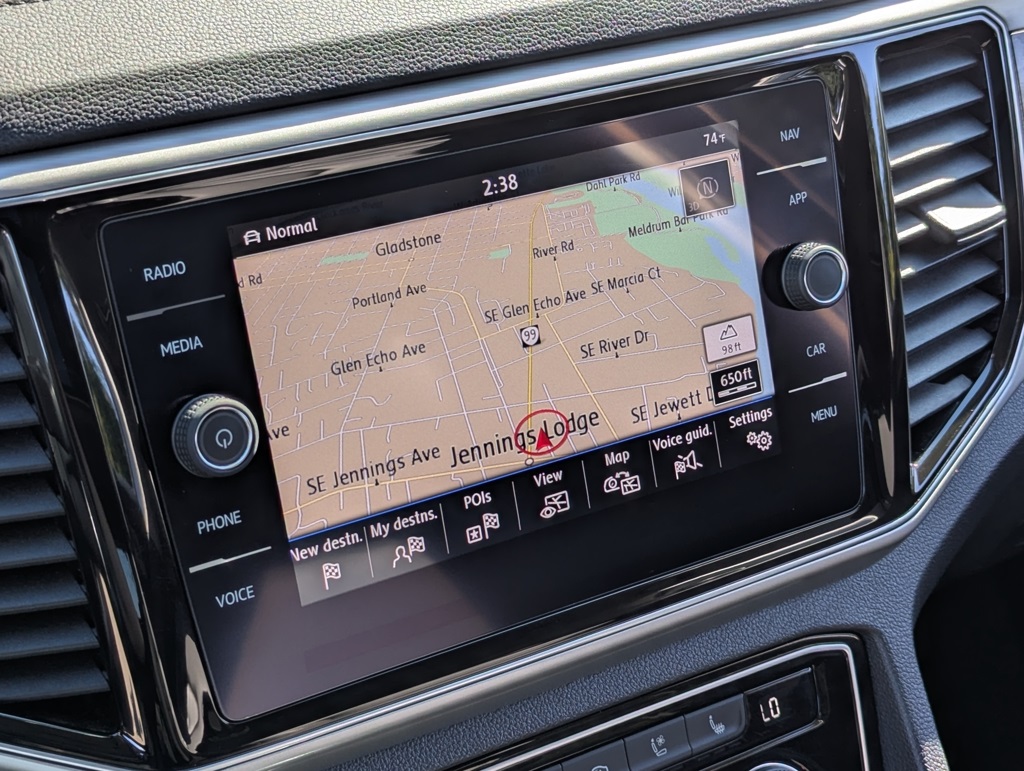 74°F
2:38
Normal
NAV
APP
RADIO
MEDIA
PHONE
VOICE
CAR
MENU
Dahl Park Rd
N
3D
Gladstone
Meldrum Bar Park Rd
River Rd
d Rd
SE Marcia Ct
Portland Ave
SE Glen Echo Ave
99
SE River Dr
Glen Echo Ave
98ft
650ft
SE Jewett D
Jennings Lodge
ve
SE Jennings Ave
New destn.
My destns.
POIs
View
Map
Voice guid.
Settings
LO